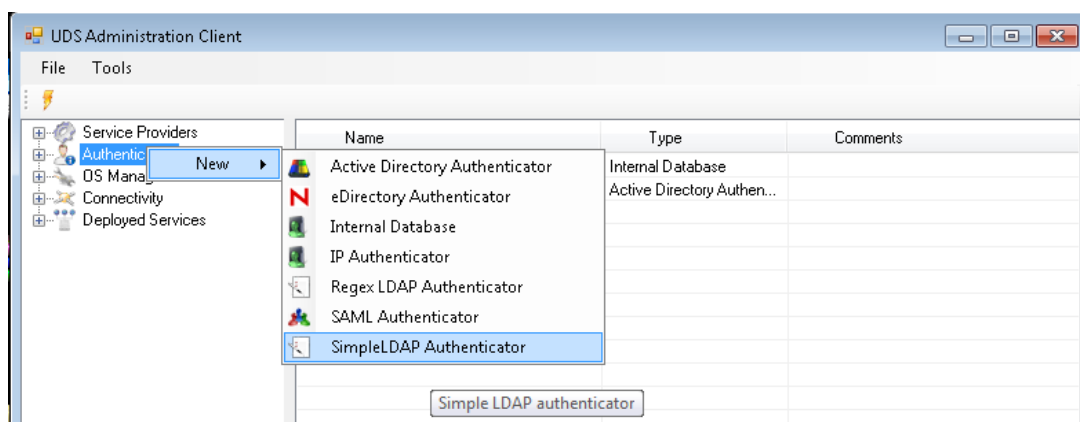 UDS Administration Client
File Tools
Service Providers
Authentic
OS Manag
Connectivity
Deployed Services
New
Active Directory Authenticator
eDirectory Authenticator
Internal Database
IP Authenticator
Regex LDAP Authenticator
SAML Authenticator
SimpleLDAP Authenticator
Simple LDAP authenticator
Name Type Comments
Internal Database
Active Directory Authen...